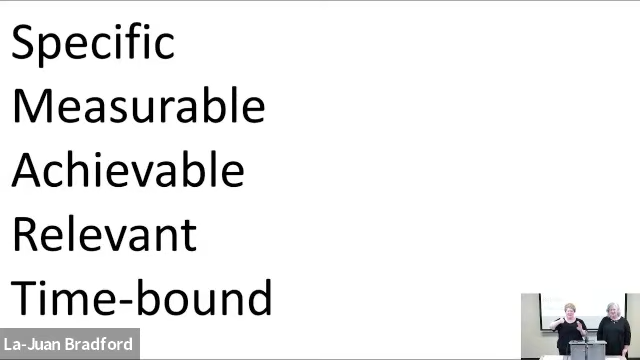 Specific
Measurable
Achievable
Relevant
Time-bound
La-Juan Bradford